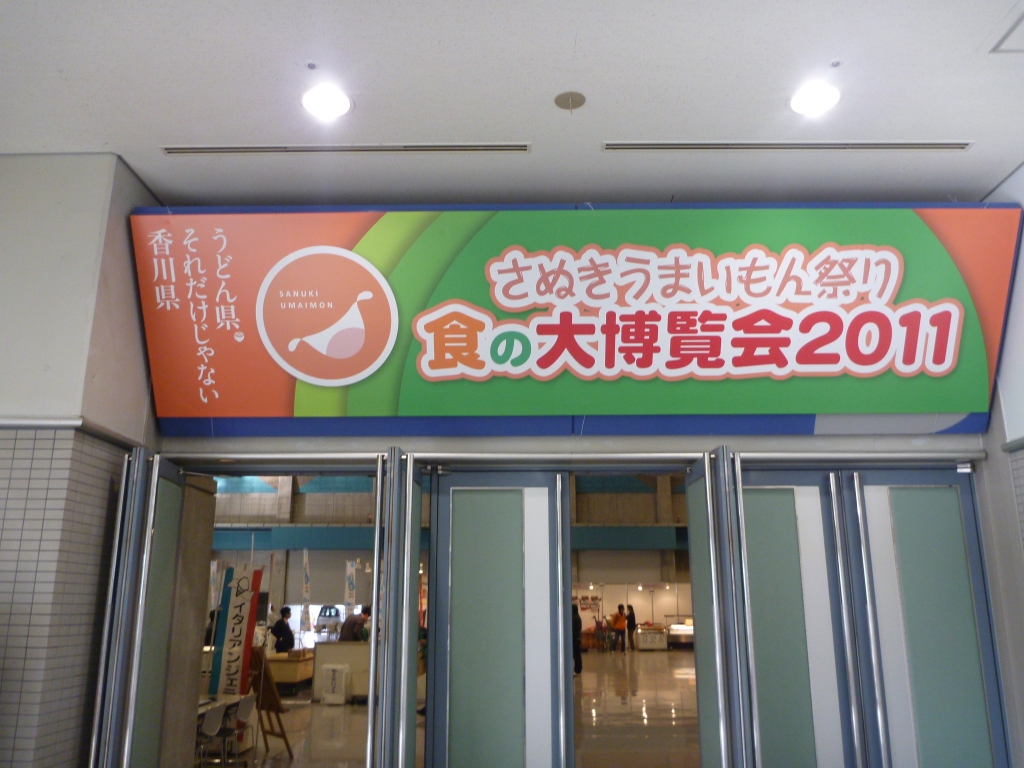 うどん県。
それだけじゃない
香川県
SANUKI
UMAIMON
さぬきうまいもん祭り
食の大博覧会2011
イタリアンジェラ